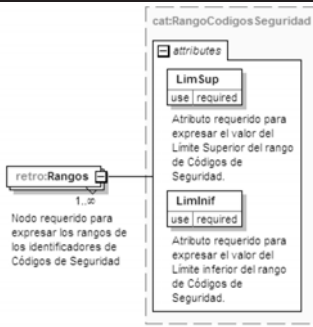 cat:RangoCodigosSeguridad
attributes
LimSup
use required
Atributo requerido para
expresar el valor del
Límite Superior del rango
de Códigos de
Seguridad.
retro:Rangos
1..∞
Nodo requerido para
expresar los rangos de
los identificadores de
Códigos de Seguridad
LimInif
use required
Atributo requerido para
expresar el valor del
Límite inferior del rango
de Códigos de
Seguridad.